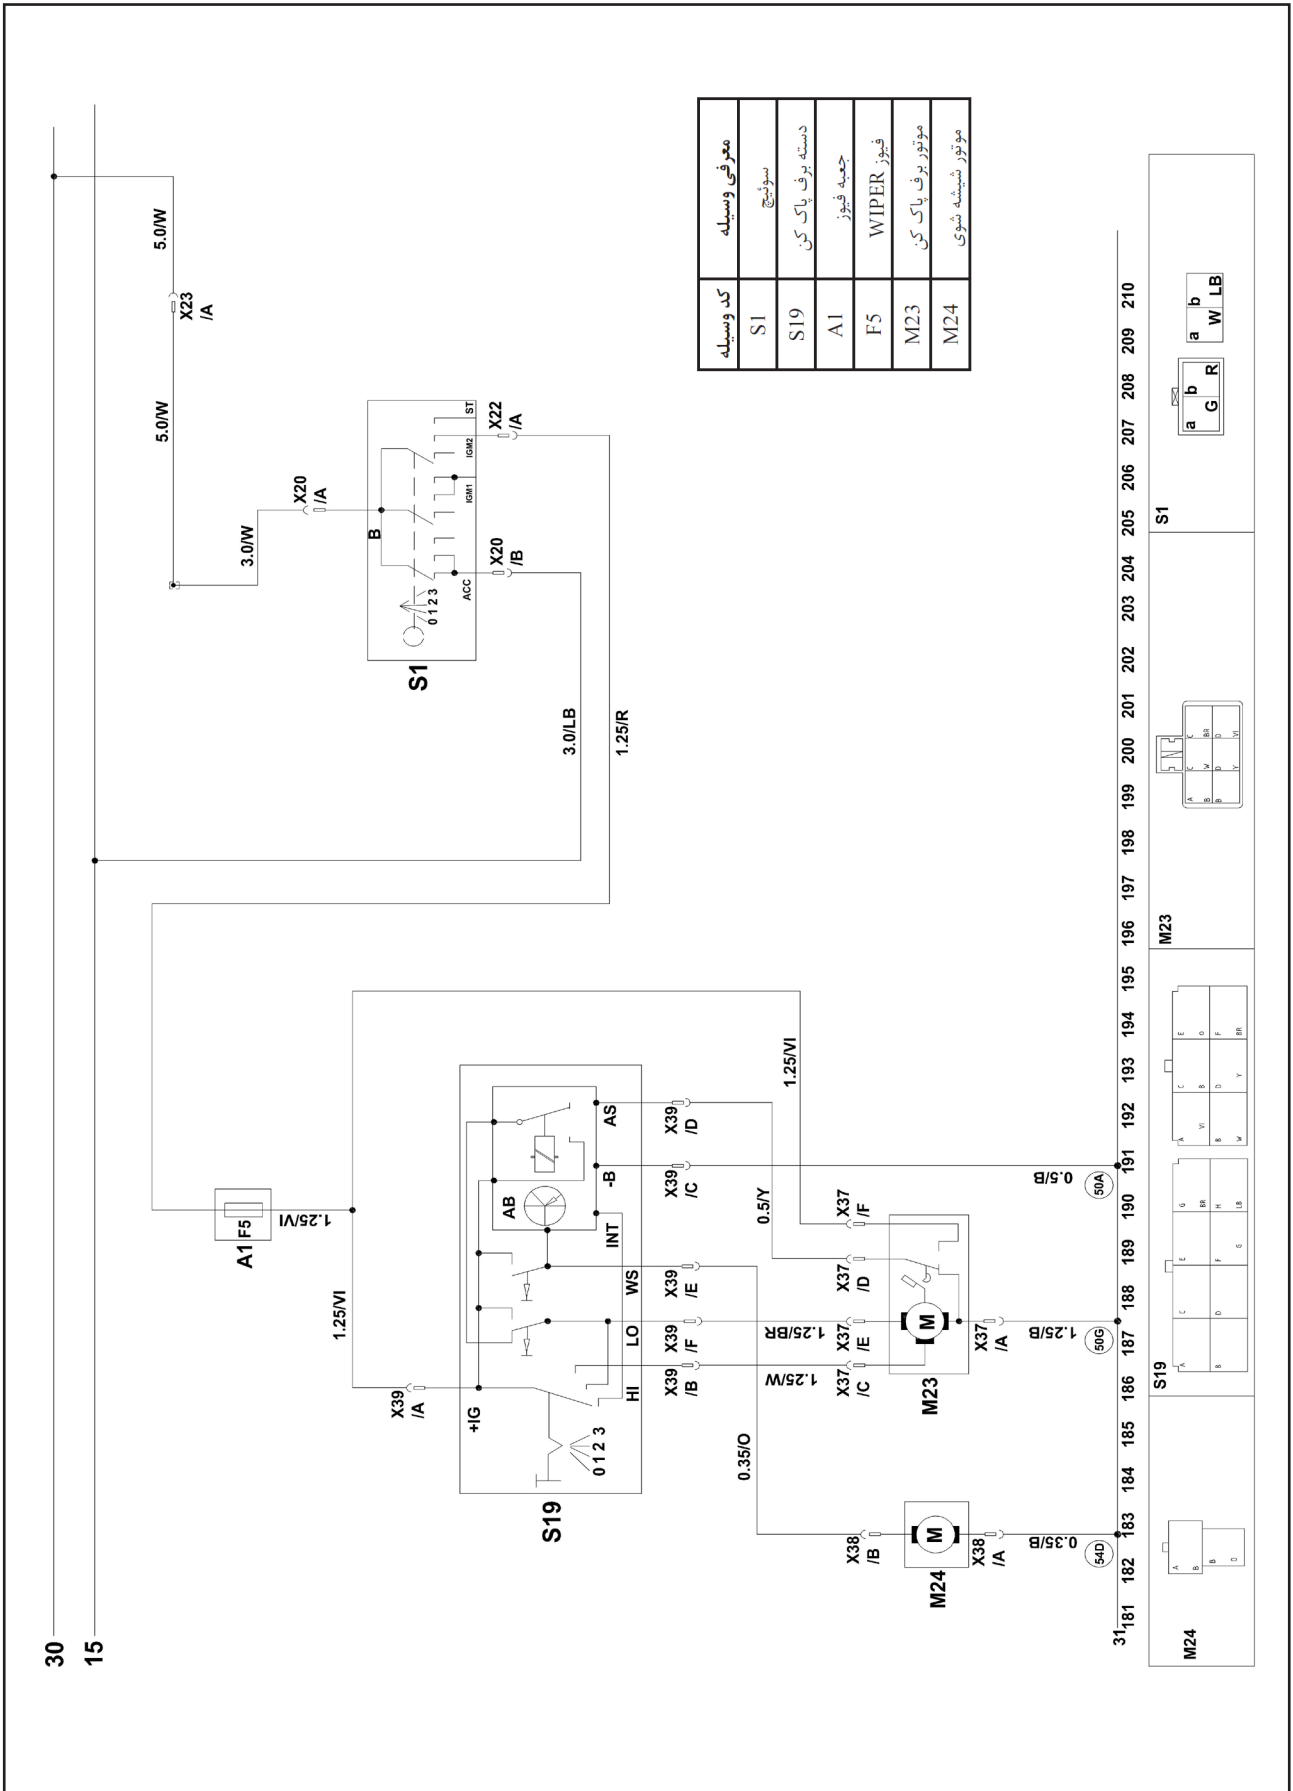 30
15
5.0/W
X23
/A
5.0/W
3.0/W
X20
/A
B
0 1 2 3
ACC
IGM1
IGM2
ST
S1
X20
/B
X22
/A
3.0/LB
1.25/R
A1
F5
1.25/VI
1.25/VI
1.25/VI
X39
/A
+IG
0 1 2 3
AB
HI
LO
WS
INT
-B
AS
S19
X39
/B
X39
/F
X39
/E
X39
/C
X39
/D
0.35/O
1.25/W
1.25/BR
0.5/Y
0.5/B
X38
/B
X37
/C
X37
/E
X37
/D
X37
/F
M
M24
M
M23
X38
/A
X37
/A
0.35/B
1.25/B
54D
50G
50A
کد وسیله معرفی وسیله
S1 سوئیچ
S19 دسته برف پاک کن
A1 جعبه فیوز
F5 فیوز WIPER
M23 موتور برف پاک کن
M24 موتور شیشه شوی
31
181 182 183 184 185 186 187 188 189 190 191 192 193 194 195 196 197 198 199 200 201 202 203 204 205 206 207 208 209 210
M24
A
B
B
O
S19
A C E G
BR
B D F H
G LB
A C E
VI B O
B D F
W Y BR
M23
A C C
B W BR
B D D
Y VI
S1
a b
G R
a b
W LB